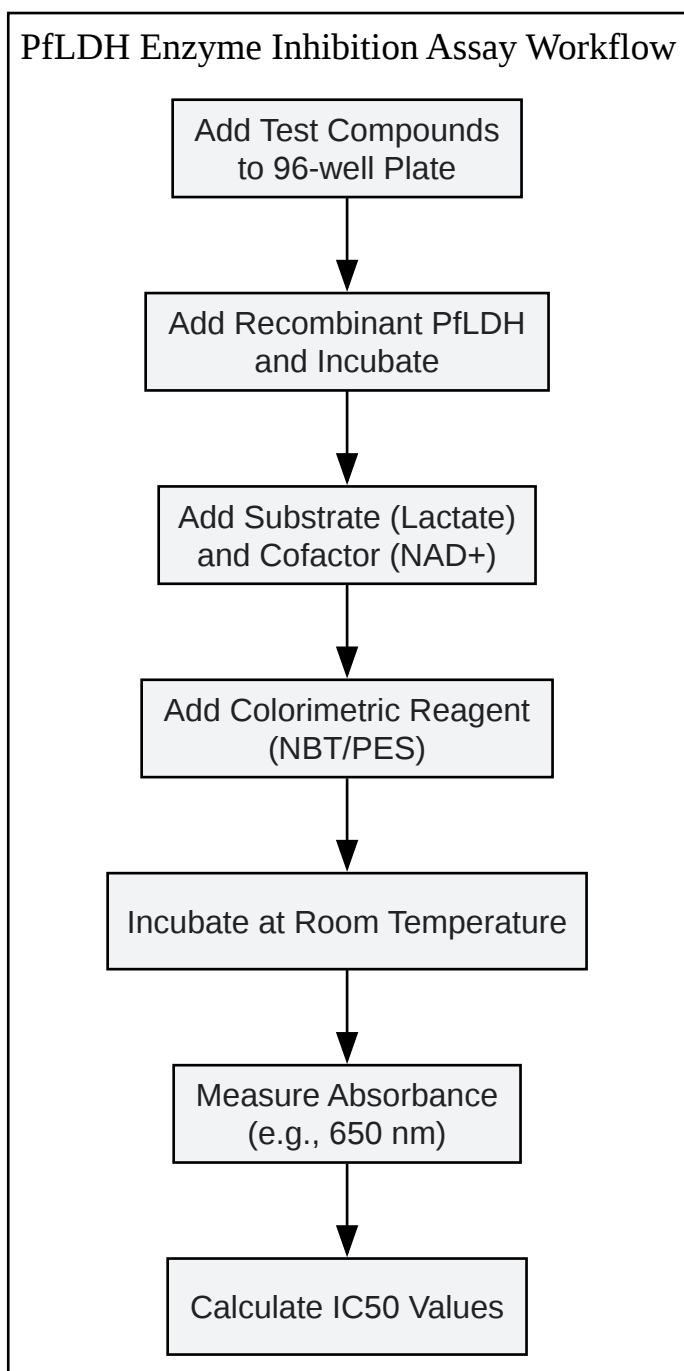 PfLDH Enzyme Inhibition Assay Workflow
Add Test Compounds
to 96-well Plate
Add Recombinant PfLDH
and Incubate
Add Substrate (Lactate)
and Cofactor (NAD+)
Add Colorimetric Reagent
(NBT/PES)
Incubate at Room Temperature
Measure Absorbance
(e.g., 650 nm)
Calculate IC50 Values